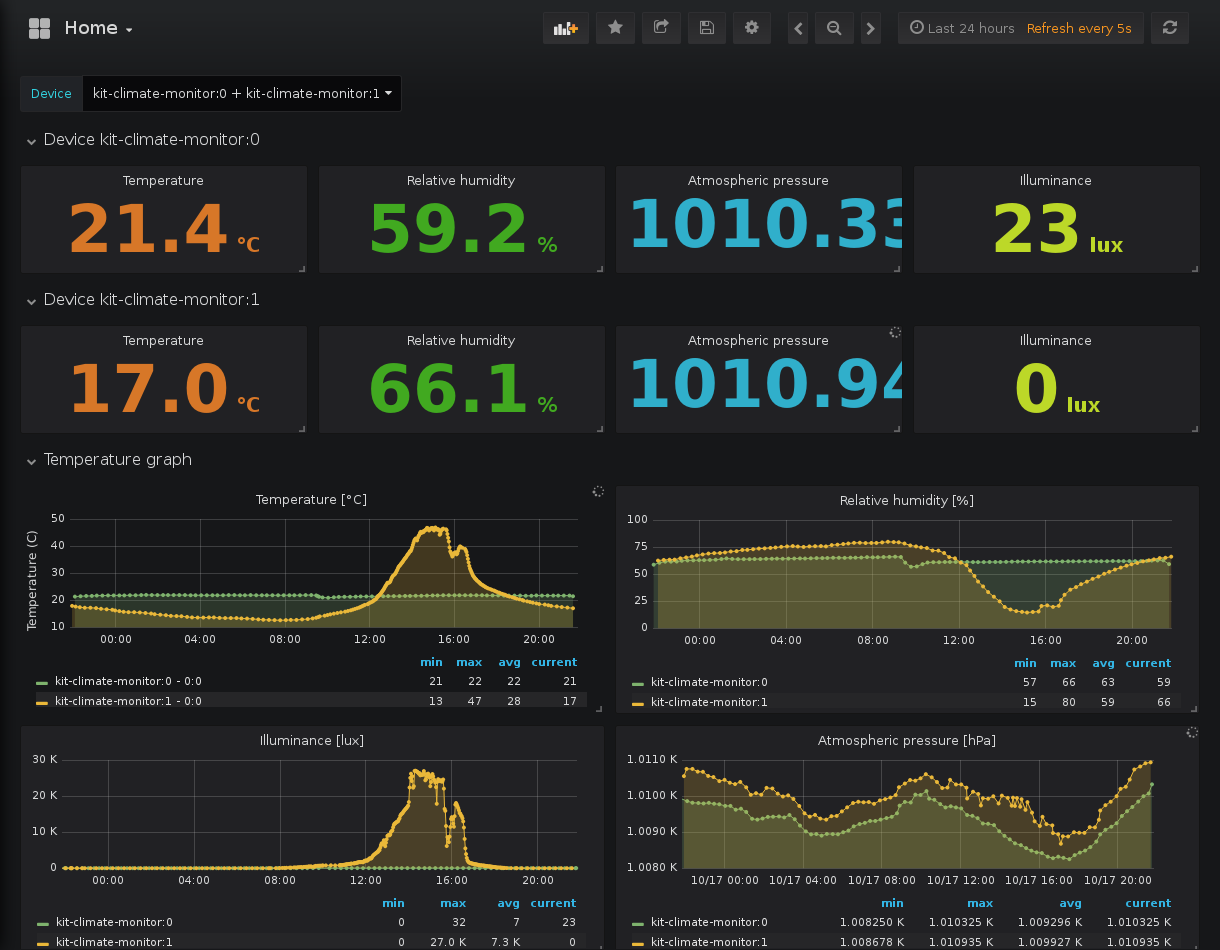 Home
Last 24 hours Refresh every 5s
Device kit-climate-monitor:0 + kit-climate-monitor:1
Device kit-climate-monitor:0
Temperature Relative humidity Atmospheric pressure Illuminance
21.4 °C 59.2 % 1010.33 23 lux
Device kit-climate-monitor:1
Temperature Relative humidity Atmospheric pressure Illuminance
17.0 °C 66.1 % 1010.94 0 lux
Temperature graph
Temperature [°C]
Temperature (C)
50
40
30
20
10
00:00 04:00 08:00 12:00 16:00 20:00
min max avg current
kit-climate-monitor:0 - 0:0 21 22 22 21
kit-climate-monitor:1 - 0:0 13 47 28 17
Relative humidity [%]
100
75
50
25
0
00:00 04:00 08:00 12:00 16:00 20:00
min max avg current
kit-climate-monitor:0 57 66 63 59
kit-climate-monitor:1 15 80 59 66
Illuminance [lux]
30 K
20 K
10 K
0
00:00 04:00 08:00 12:00 16:00 20:00
min max avg current
kit-climate-monitor:0 0 32 7 23
kit-climate-monitor:1 0 27.0 K 7.3 K 0
Atmospheric pressure [hPa]
1.0110 K
1.0100 K
1.0090 K
1.0080 K
10/17 00:00 10/17 04:00 10/17 08:00 10/17 12:00 10/17 16:00 10/17 20:00
min max avg current
kit-climate-monitor:0 1.008250 K 1.010325 K 1.009296 K 1.010325 K
kit-climate-monitor:1 1.008678 K 1.010935 K 1.009927 K 1.010935 K